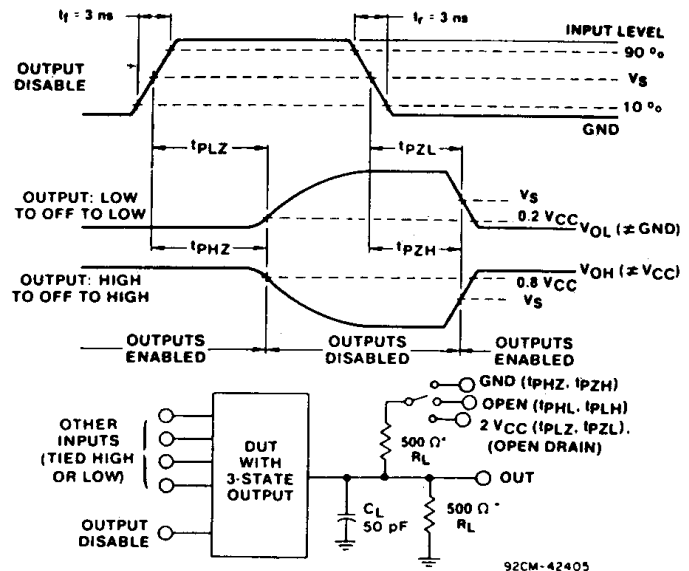 tf = 3 ns
tr = 3 ns
INPUT LEVEL
90 %
OUTPUT
DISABLE
VS
10 %
GND
tPLZ
tPZL
OUTPUT: LOW
TO OFF TO LOW
VS
0.2 VCC
VOL (≠ GND)
tPHZ
tPZH
OUTPUT: HIGH
TO OFF TO HIGH
VOH (≠ VCC)
0.8 VCC
VS
OUTPUTS
ENABLED
OUTPUTS
DISABLED
OUTPUTS
ENABLED
OTHER
INPUTS
(TIED HIGH
OR LOW)
OUTPUT
DISABLE
DUT
WITH
3-STATE
OUTPUT
GND (tPHZ, tPZH)
OPEN (tPHL, tPLH)
2 VCC (tPLZ, tPZL),
(OPEN DRAIN)
500 Ω*
RL
OUT
CL
50 pF
500 Ω*
RL
92CM-42405